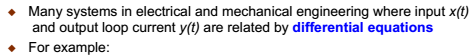 Many systems in electrical and mechanical engineering where input x(t)
and output loop current y(t) are related by differential equations
For example: